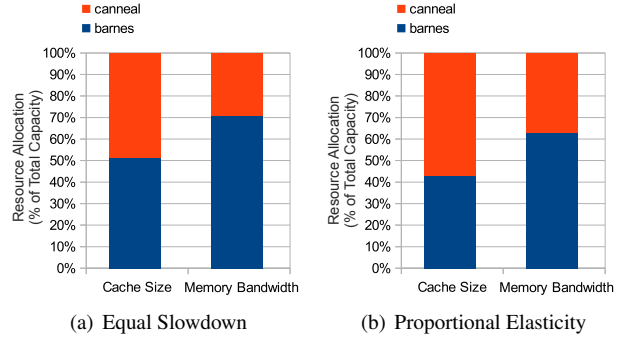 canneal
barnes
100%
90%
80%
70%
60%
50%
40%
30%
20%
10%
0%
Resource Allocation
(% of Total Capacity)
Cache Size Memory Bandwidth
(a) Equal Slowdown
canneal
barnes
100%
90%
80%
70%
60%
50%
40%
30%
20%
10%
0%
Resource Allocation
(% of Total Capacity)
Cache Size Memory Bandwidth
(b) Proportional Elasticity